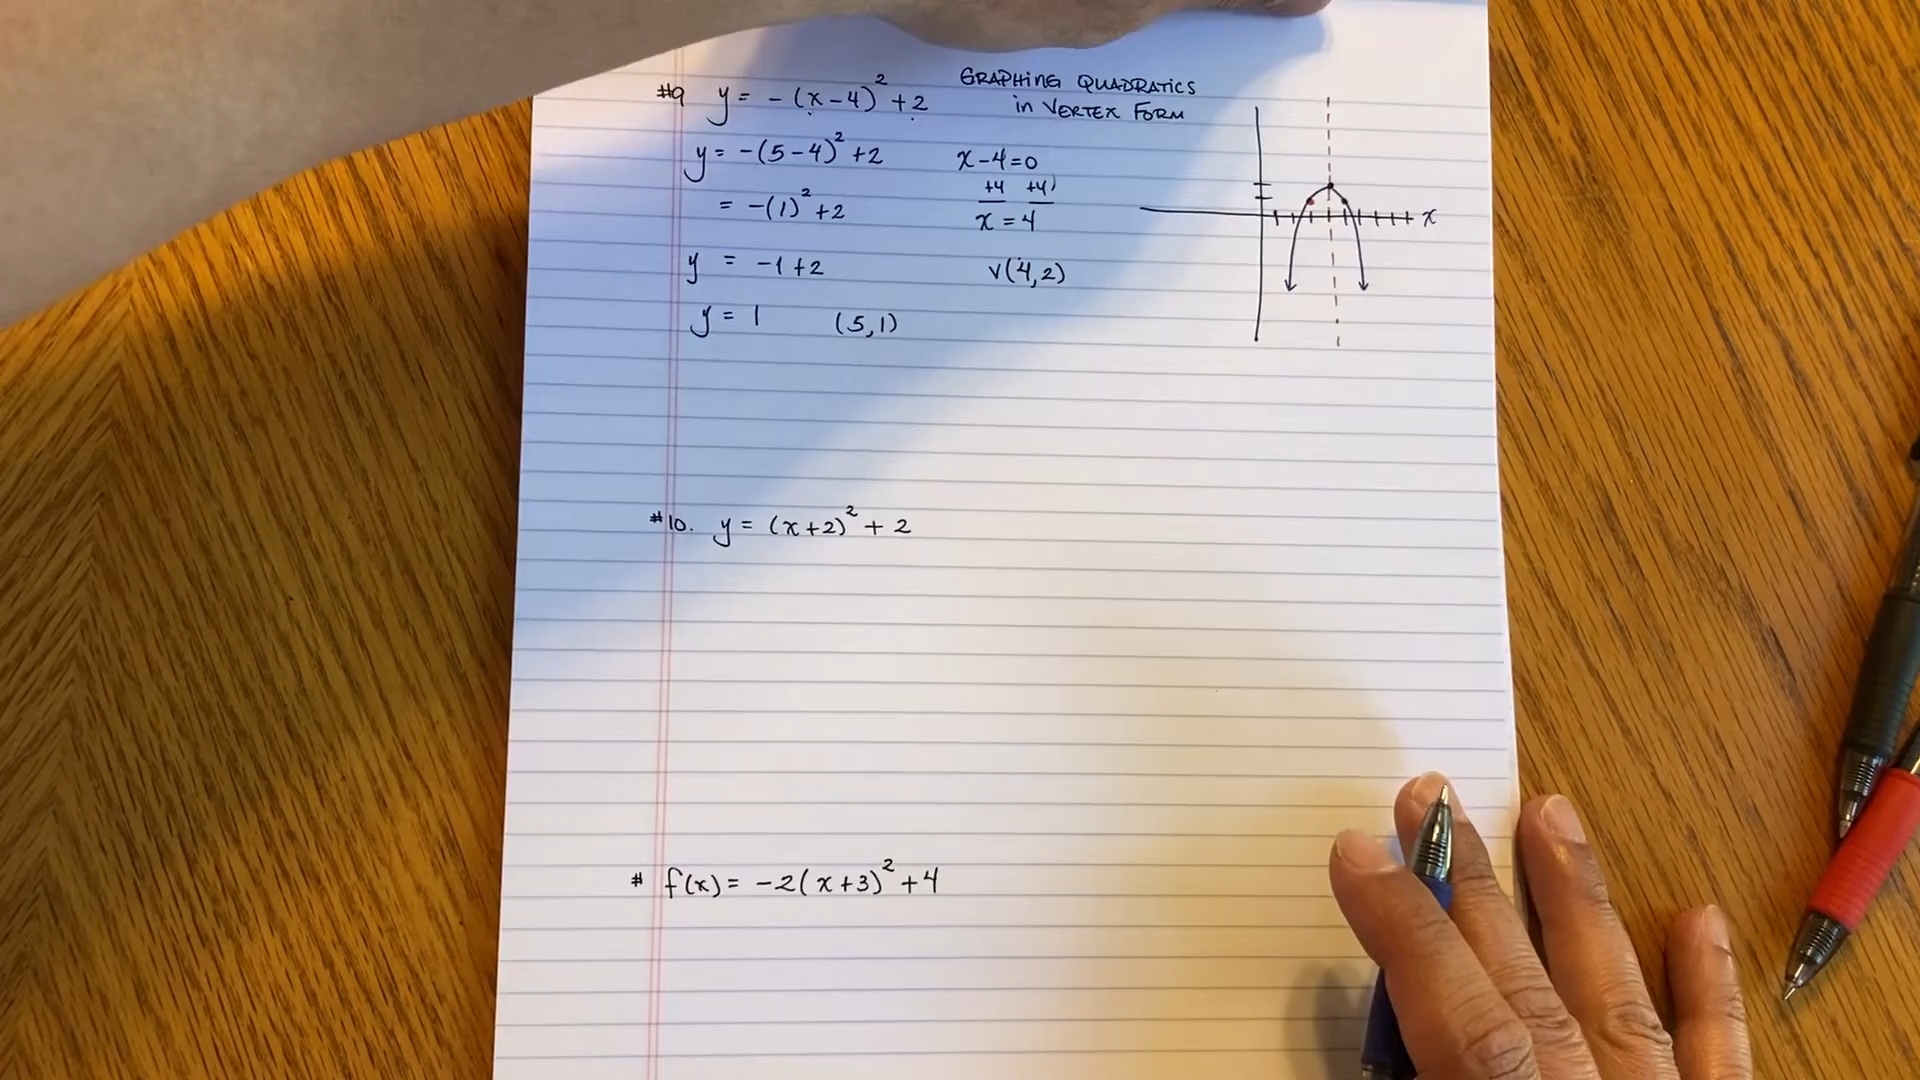 GRAPHING QUADRATICS
in VERTEX FORM
#9 y = -(x-4)² +2
y = -(5-4)² +2
= -(1)² +2
y = -1+2
y = 1 (5,1)
x-4=0
+4 +4
x = 4
v(4,2)
x
#10. y = (x+2)² + 2
# f(x) = -2(x+3)² +4